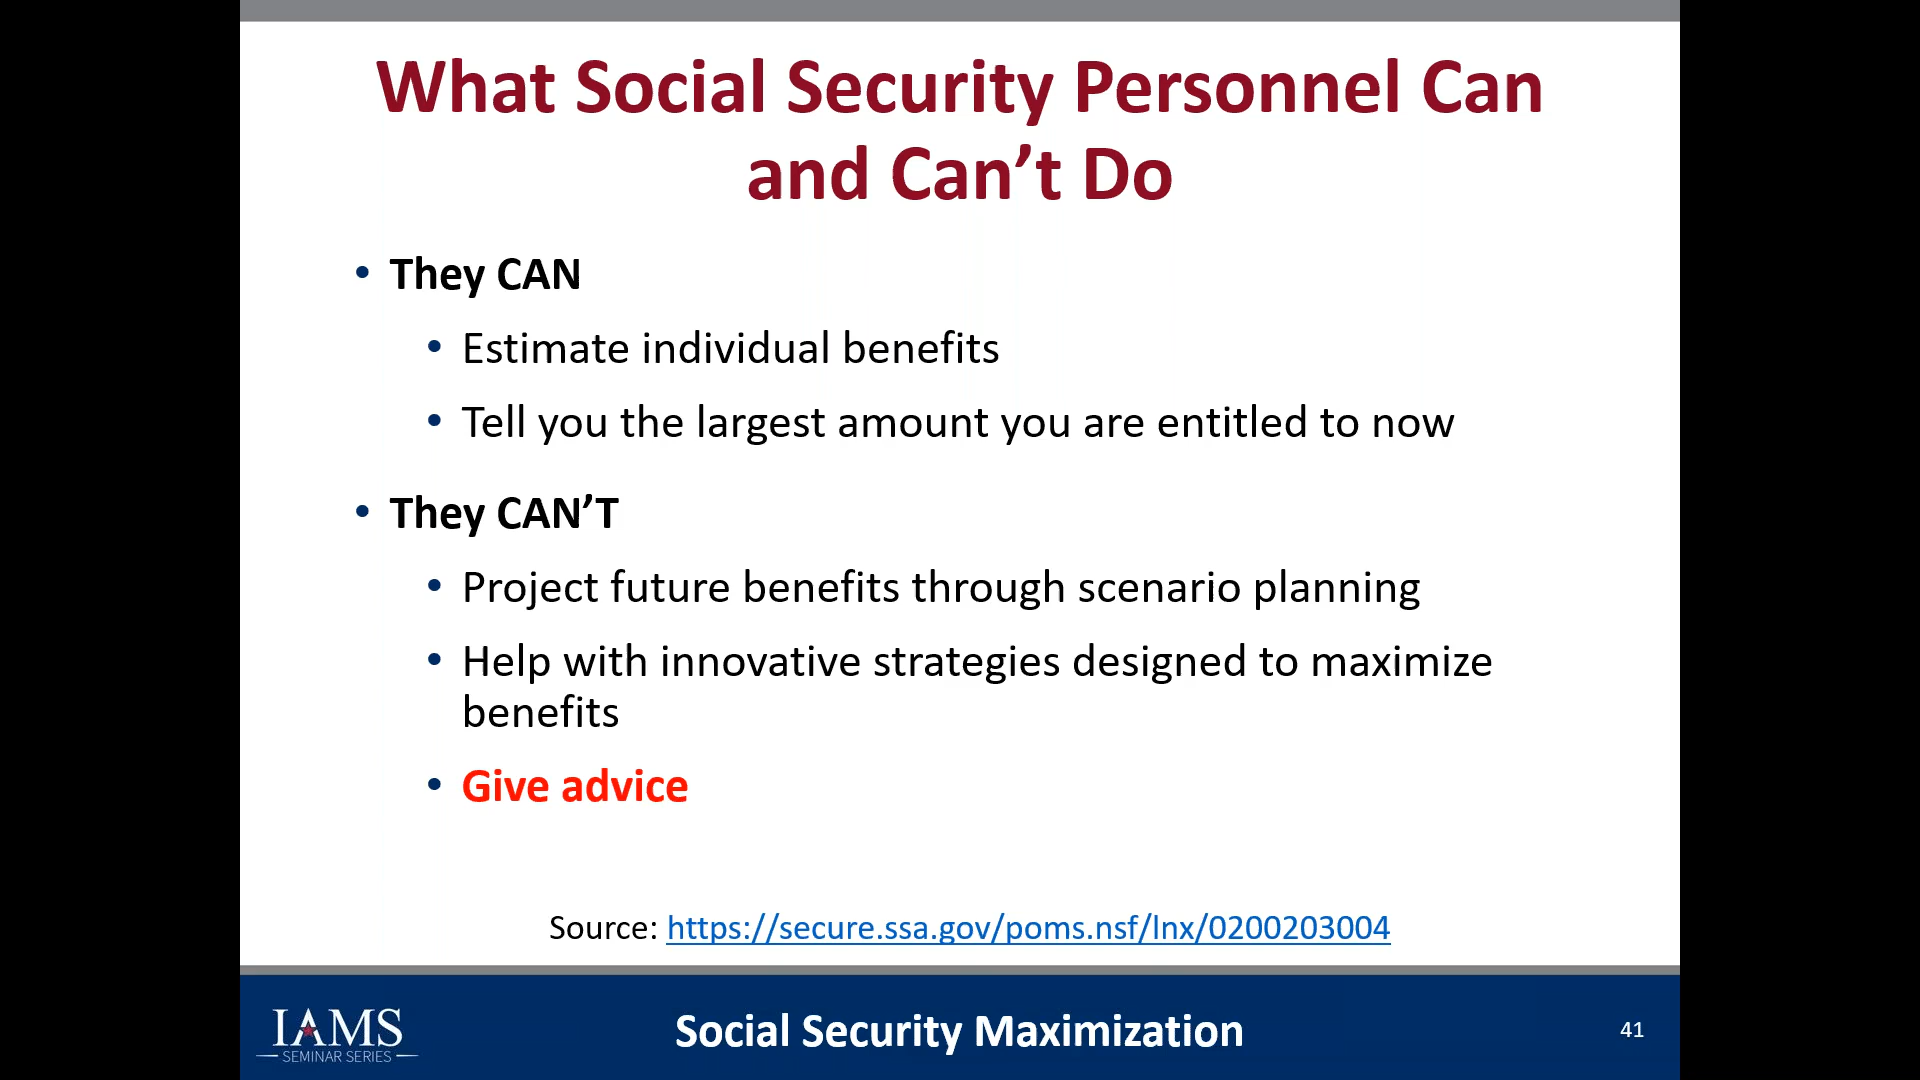 What Social Security Personnel Can
and Can’t Do
• They CAN
• Estimate individual benefits
• Tell you the largest amount you are entitled to now
• They CAN’T
• Project future benefits through scenario planning
• Help with innovative strategies designed to maximize
benefits
• Give advice
Source: https://secure.ssa.gov/poms.nsf/lnx/0200203004
IAMS
SEMINAR SERIES
Social Security Maximization
41